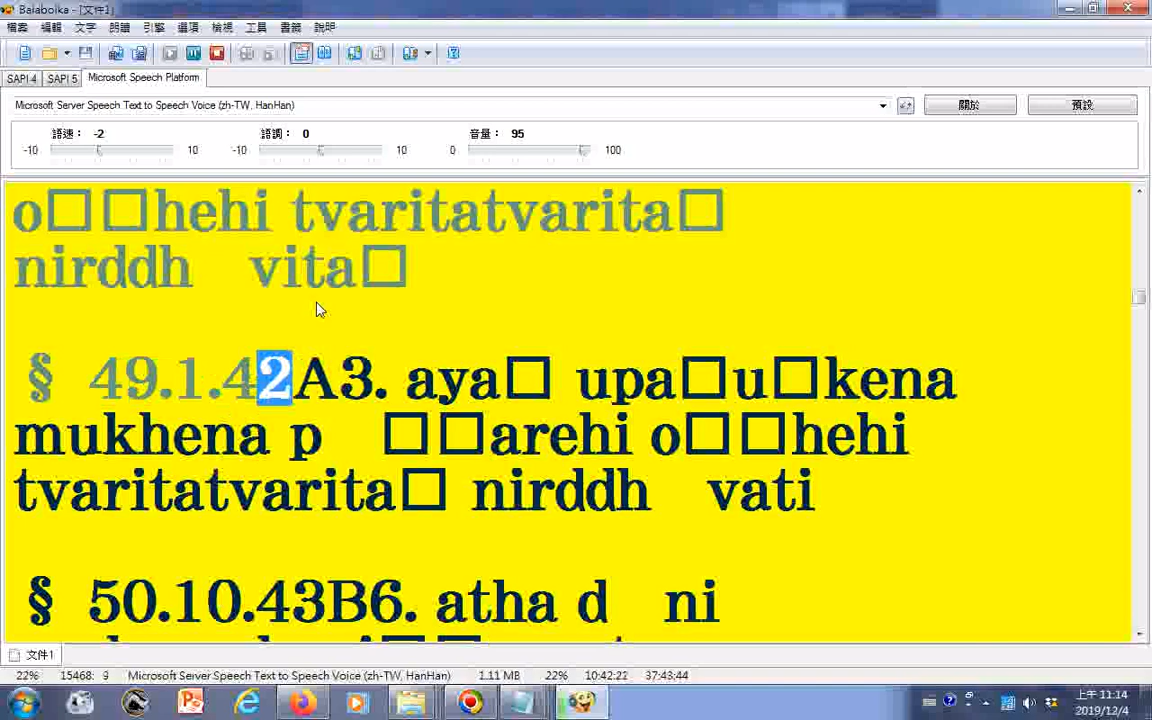 Balabolka - [文件1]
檔案 編輯 文字 朗讀 引擎 選項 檢視 工具 書籤 說明
SAPI 4 SAPI 5 Microsoft Speech Platform
Microsoft Server Speech Text to Speech Voice (zh-TW, HanHan) 關於 預設
語速： -2 語調： 0 音量： 95
-10 10 -10 10 0 100
o□□hehi tvaritatvarita□
nirddh vita□
§ 49.1.42A3. aya□ upa□u□kena
mukhena p □□arehi o□□hehi
tvaritatvarita□ nirddh vati
§ 50.10.43B6. atha d ni
文件1
22% 15468: 9 Microsoft Server Speech Text to Speech Voice (zh-TW, HanHan) 1.11 MB 22% 10:42:22 37:43:44
上午 11:14
2019/12/4